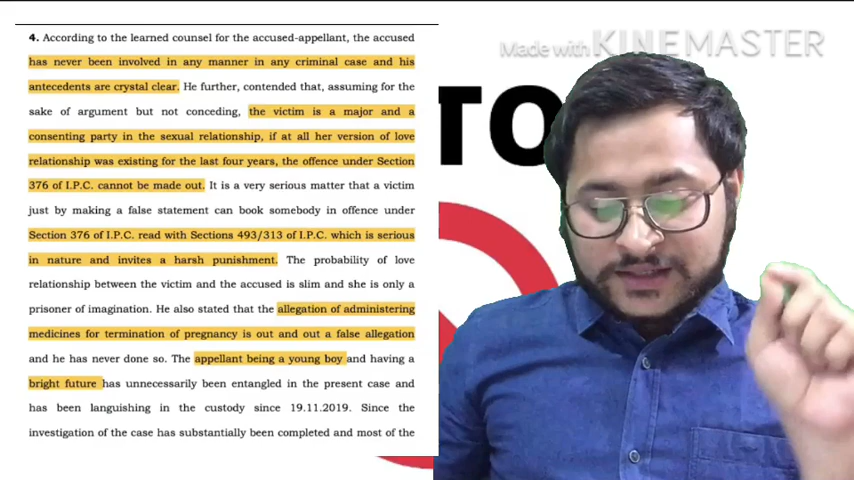 4. According to the learned counsel for the accused-appellant, the accused
has never been involved in any manner in any criminal case and his
antecedents are crystal clear. He further, contended that, assuming for the
sake of argument but not conceding, the victim is a major and a
consenting party in the sexual relationship, if at all her version of love
relationship was existing for the last four years, the offence under Section
376 of I.P.C. cannot be made out. It is a very serious matter that a victim
just by making a false statement can book somebody in offence under
Section 376 of I.P.C. read with Sections 493/313 of I.P.C. which is serious
in nature and invites a harsh punishment. The probability of love
relationship between the victim and the accused is slim and she is only a
prisoner of imagination. He also stated that the allegation of administering
medicines for termination of pregnancy is out and out a false allegation
and he has never done so. The appellant being a young boy and having a
bright future has unnecessarily been entangled in the present case and
has been languishing in the custody since 19.11.2019. Since the
investigation of the case has substantially been completed and most of the
Made with KINEMASTER
TO